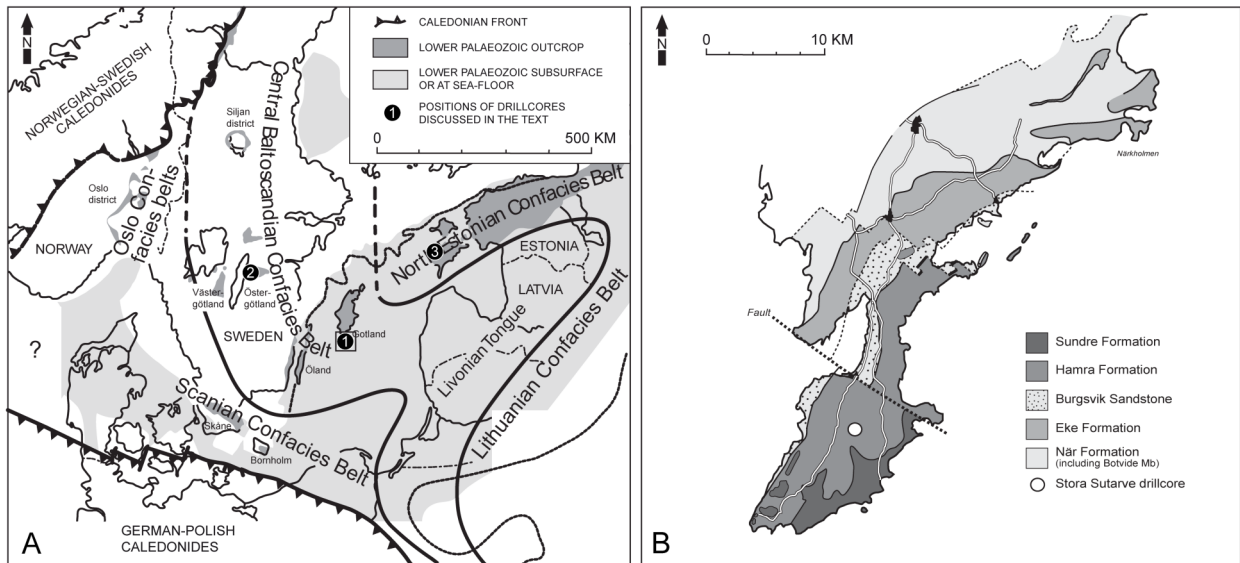 N
NORWEGIAN-SWEDISH
CALEDONIDES
CALEDONIAN FRONT
LOWER PALAEOZOIC OUTCROP
LOWER PALAEOZOIC SUBSURFACE
OR AT SEA-FLOOR
1
POSITIONS OF DRILLCORES
DISCUSSED IN THE TEXT
0
500 KM
Siljan
district
Central Baltoscandian Confacies Belt
Oslo
district
Oslo Con-
facies belts
NORWAY
North Estonian Confacies Belt
3
ESTONIA
2
Väster-
götland
Öster-
götland
LATVIA
SWEDEN
Gotland
1
Livonian Tongue
Lithuanian Confacies Belt
?
Öland
Scanian Confacies Belt
Skåne
Bornholm
GERMAN-POLISH
CALEDONIDES
A
N
0
10 KM
Närkholmen
Fault
Sundre Formation
Hamra Formation
Burgsvik Sandstone
Eke Formation
När Formation
(including Botvide Mb)
Stora Sutarve drillcore
B